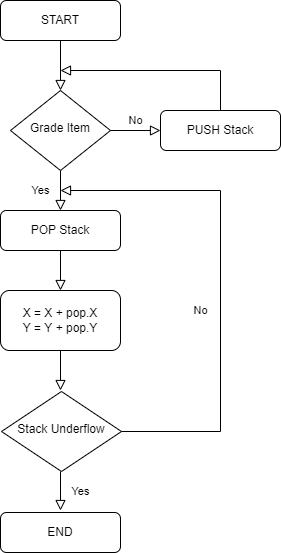 START
Grade Item
No
PUSH Stack
Yes
POP Stack
X = X + pop.X
Y = Y + pop.Y
No
Stack Underflow
Yes
END